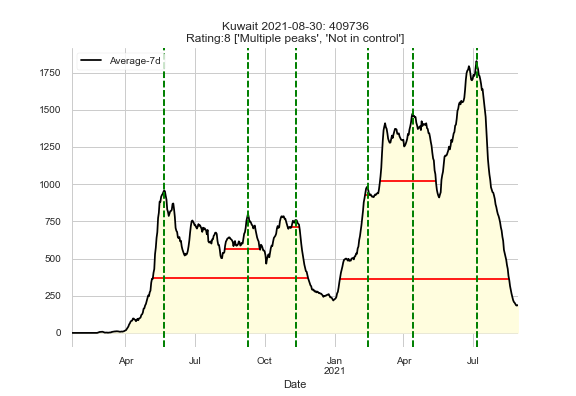 Kuwait 2021-08-30: 409736
Rating:8 ['Multiple peaks', 'Not in control']
Average-7d
1750
1500
1250
1000
750
500
250
0
Apr Jul Oct Jan Apr Jul
2021
Date